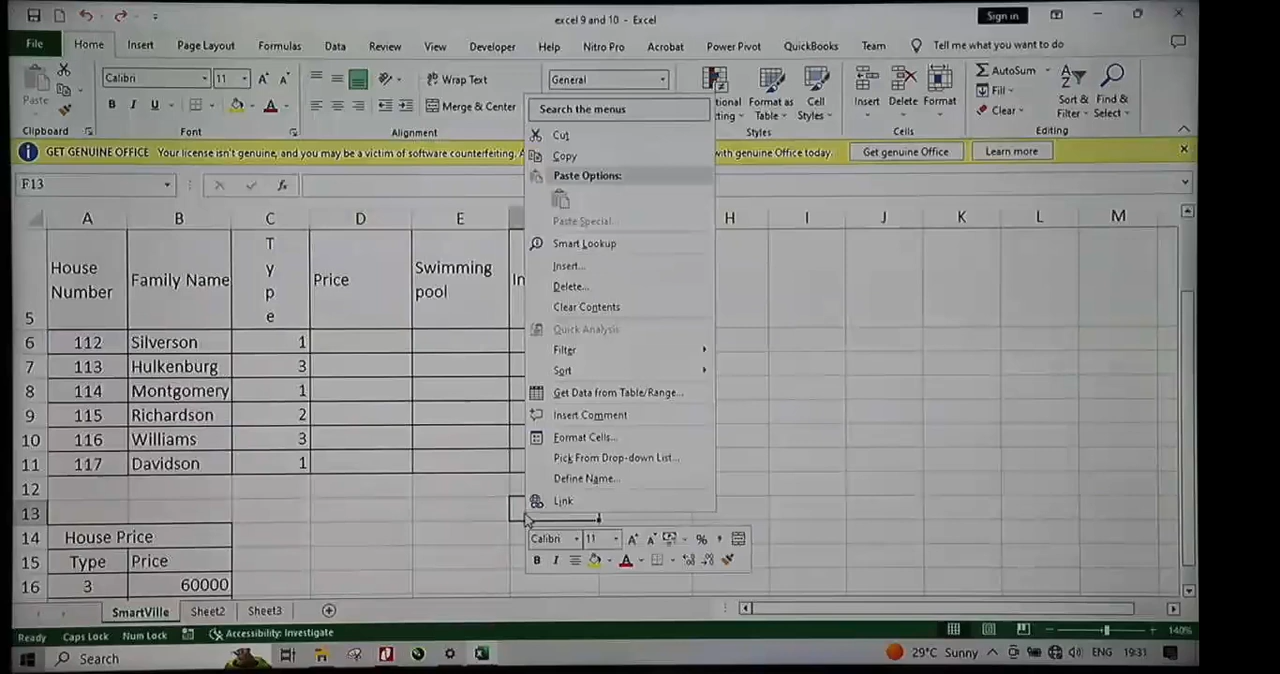 excel 9 and 10 - Excel
Sign in
File Home Insert Page Layout Formulas Data Review View Developer Help Nitro Pro Acrobat Power Pivot QuickBooks Team Tell me what you want to do
Calibri 11 Wrap Text General AutoSum
Paste Fill
B I U Merge & Center tional Format as Cell Insert Delete Format Clear Sort & Find &
ting Table Styles Filter Select
Clipboard Font Alignment Styles Cells Editing
GET GENUINE OFFICE Your license isn't genuine, and you may be a victim of software counterfeiting. with genuine Office today. Get genuine Office Learn more
F13 fx
A B C D E H I J K L M
5 House Number Family Name Type Price Swimming pool In
6 112 Silverson 1
7 113 Hulkenburg 3
8 114 Montgomery 1
9 115 Richardson 2
10 116 Williams 3
11 117 Davidson 1
12
13
14 House Price
15 Type Price
16 3 60000
Search the menus
Cut
Copy
Paste Options:
Paste Special...
Smart Lookup
Insert...
Delete...
Clear Contents
Quick Analysis
Filter
Sort
Get Data from Table/Range...
Insert Comment
Format Cells...
Pick From Drop-down List...
Define Name...
Link
Calibri 11 A A %
B I A
SmartVille Sheet2 Sheet3
Ready Caps Lock Num Lock Accessibility: Investigate 140%
Search 29°C Sunny ENG 19:31